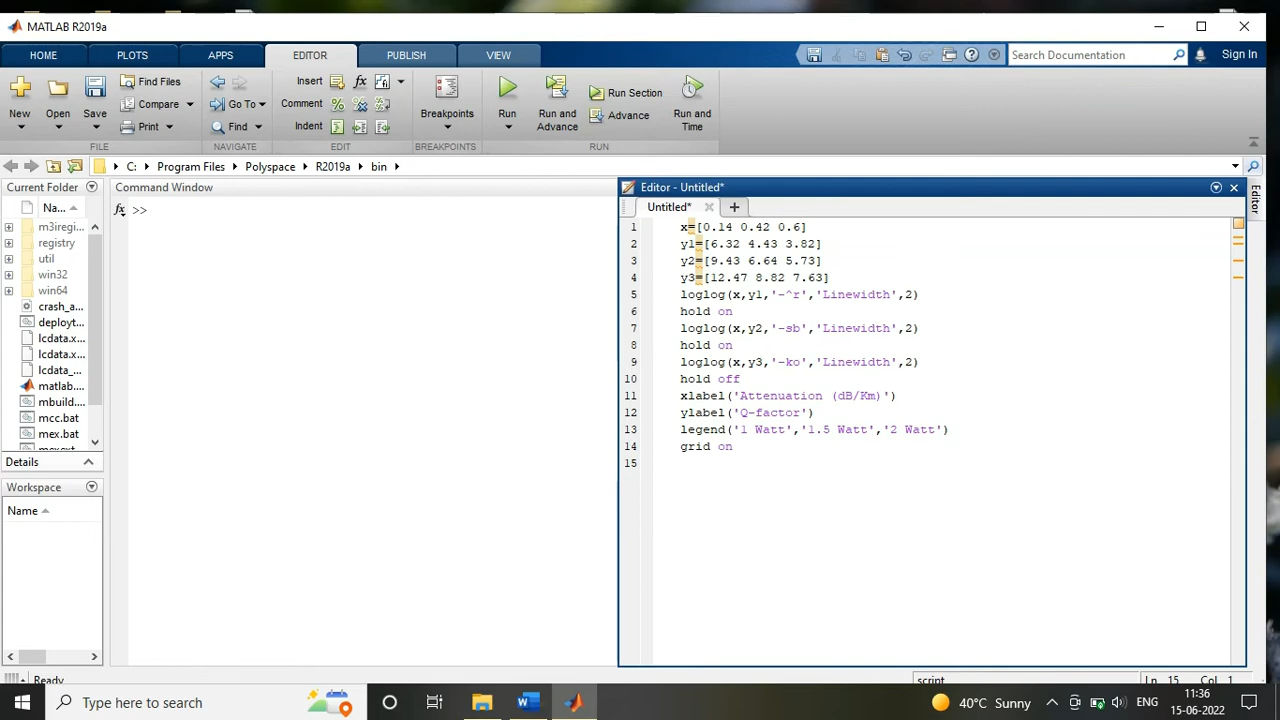 MATLAB R2019a
HOME PLOTS APPS EDITOR PUBLISH VIEW Search Documentation Sign In
New Open Save Find Files Compare Print Go To Find Insert Comment Indent Breakpoints Run Run and Advance Run Section Advance Run and Time
FILE NAVIGATE EDIT BREAKPOINTS RUN
C: Program Files Polyspace R2019a bin
Current Folder
Na...
m3iregi...
registry
util
win32
win64
crash_a...
deployt...
lcdata.x...
lcdata.x...
lcdata_...
matlab....
mbuild....
mcc.bat
mex.bat
Details
Workspace
Name
Command Window
fx >>
Editor - Untitled*
Untitled*
1 x=[0.14 0.42 0.6]
2 y1=[6.32 4.43 3.82]
3 y2=[9.43 6.64 5.73]
4 y3=[12.47 8.82 7.63]
5 loglog(x,y1,'-^r','Linewidth',2)
6 hold on
7 loglog(x,y2,'-sb','Linewidth',2)
8 hold on
9 loglog(x,y3,'-ko','Linewidth',2)
10 hold off
11 xlabel('Attenuation (dB/Km)')
12 ylabel('Q-factor')
13 legend('1 Watt','1.5 Watt','2 Watt')
14 grid on
15
Editor
Ready
script Ln 15 Col 1
Type here to search
40°C Sunny ENG 11:36
15-06-2022